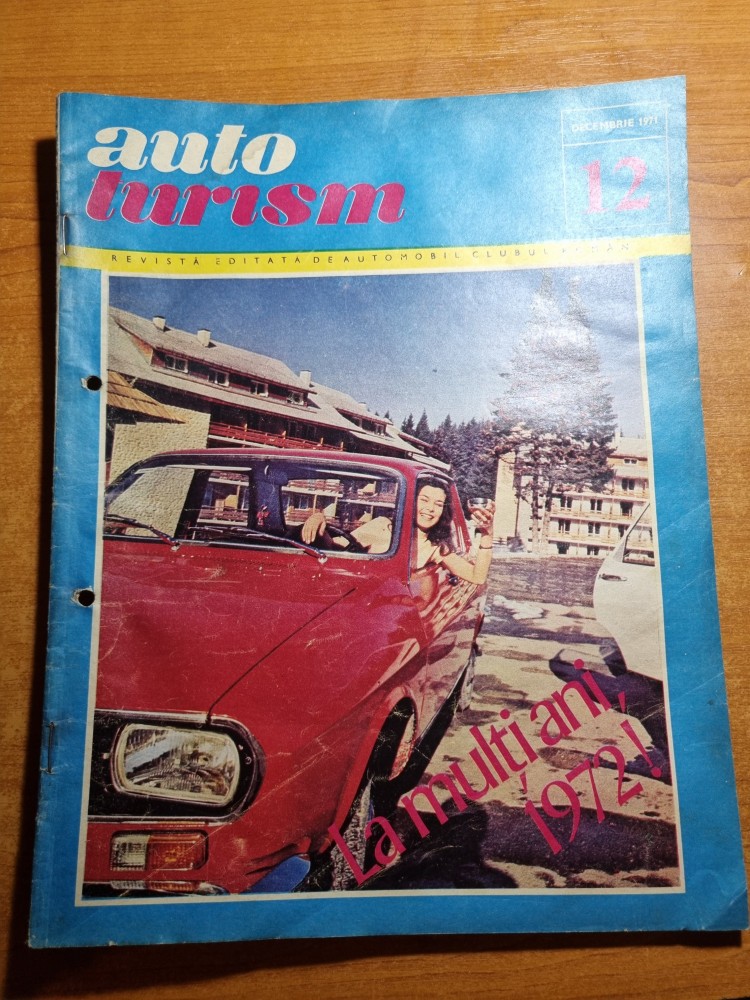 auto
turism
DECEMBRIE 1971
12
REVISTĂ EDITATĂ DE AUTOMOBIL CLUBUL ROMÂN
La mulți ani,
1972!